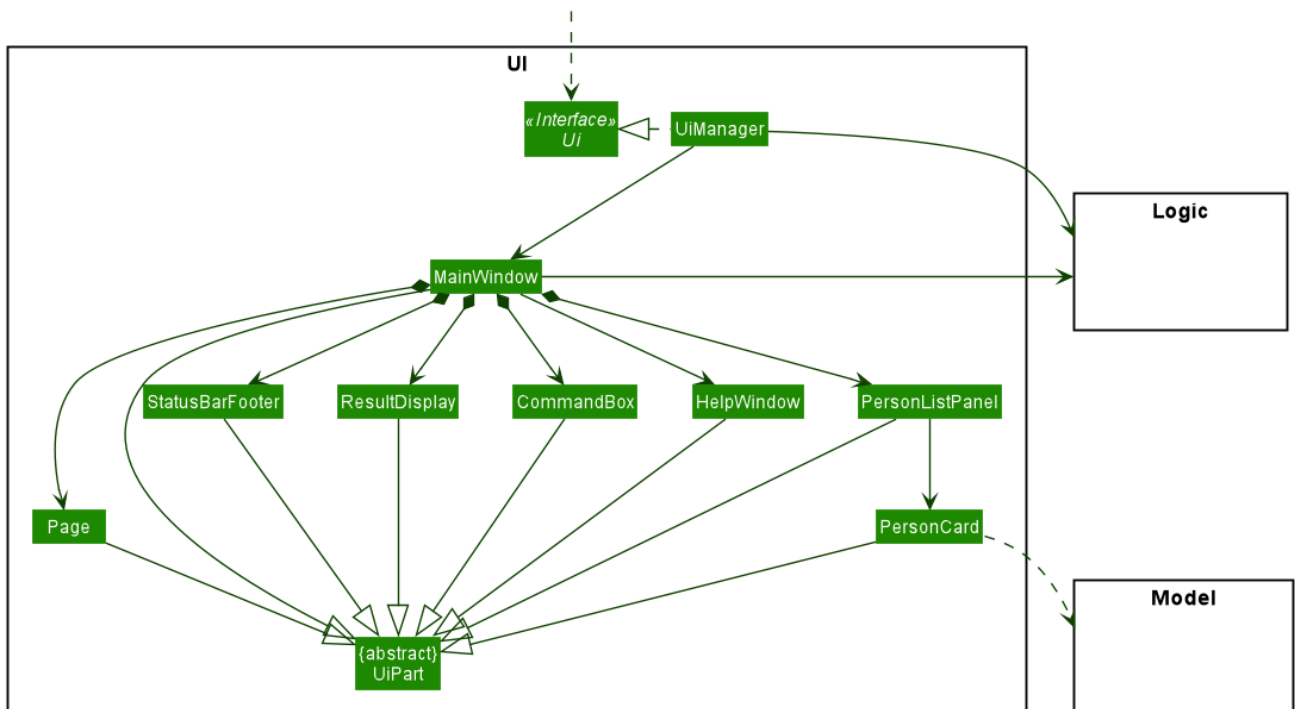 UI
«Interface»
Ui
UiManager
Logic
MainWindow
StatusBarFooter
ResultDisplay
CommandBox
HelpWindow
PersonListPanel
Page
PersonCard
Model
{abstract}
UiPart